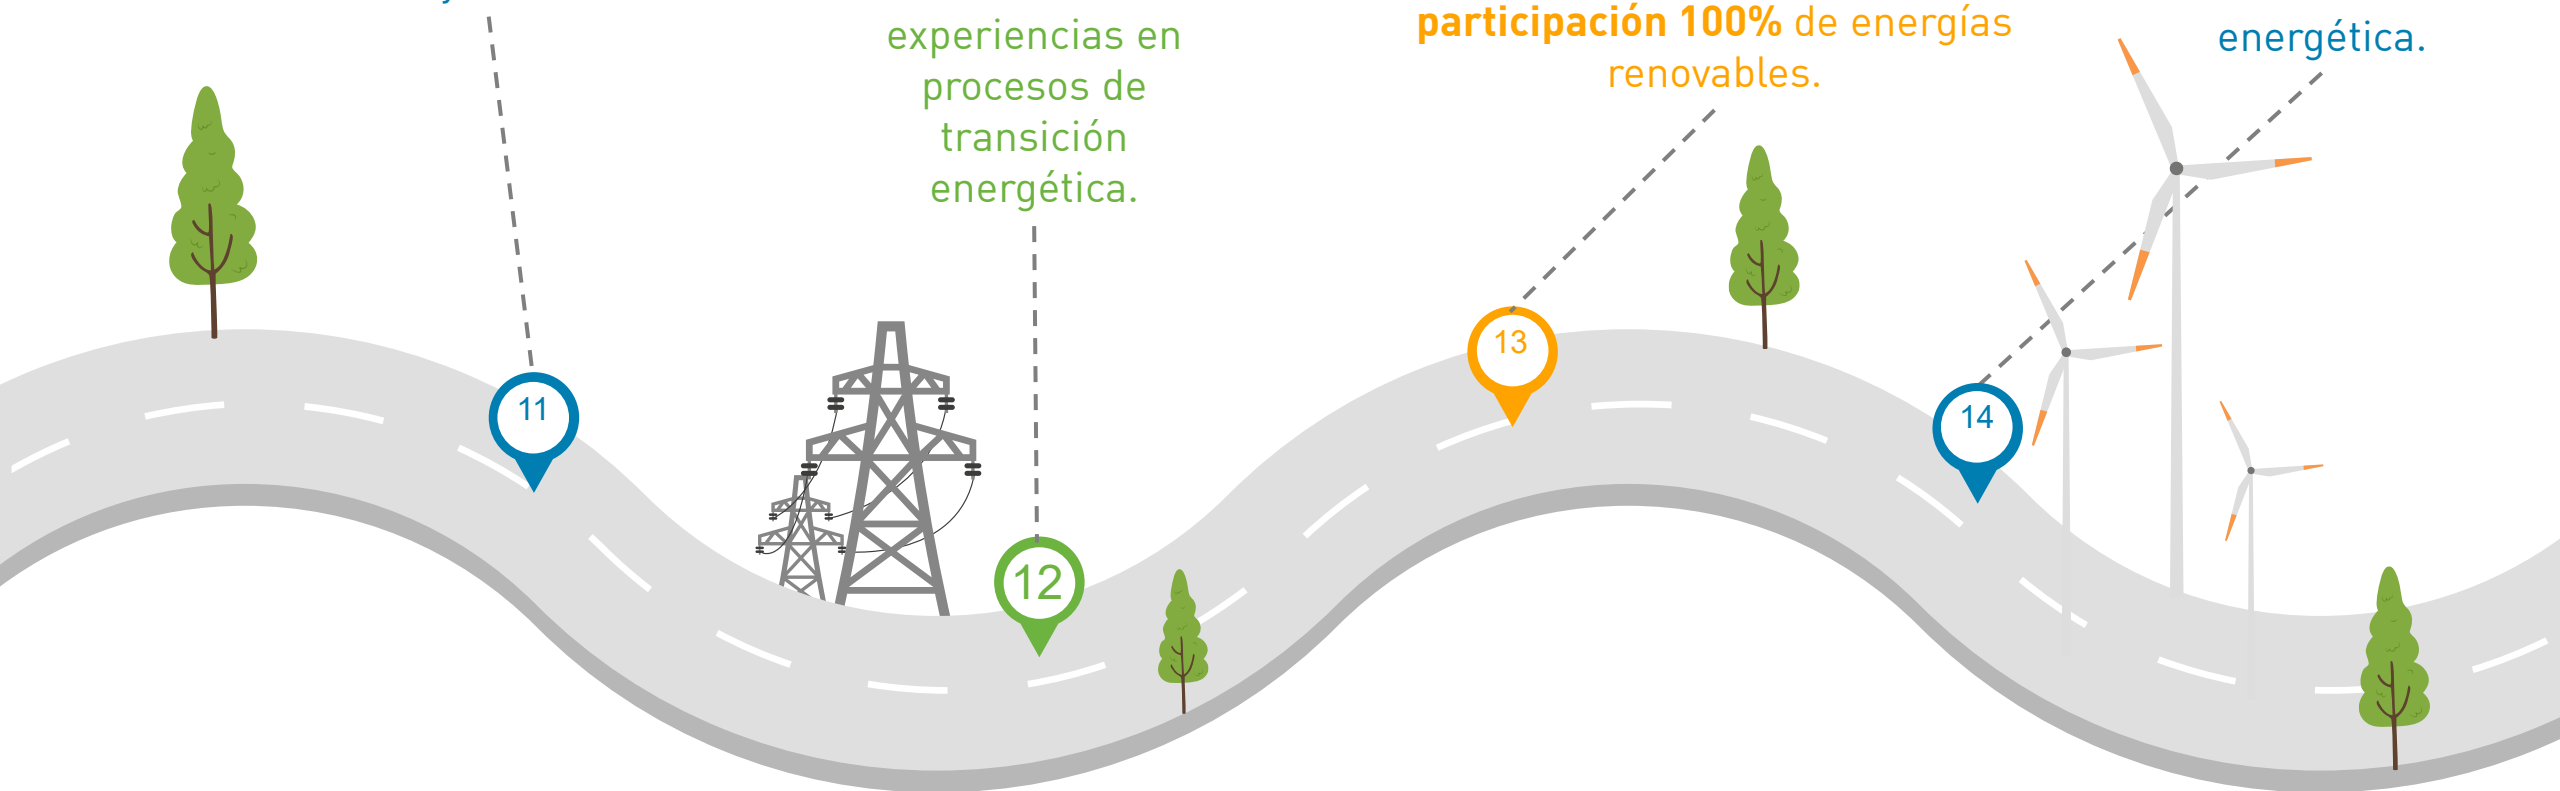 experiencias en
procesos de
transición
energética.
participación 100% de energías
renovables.
energética.
11
12
13
14